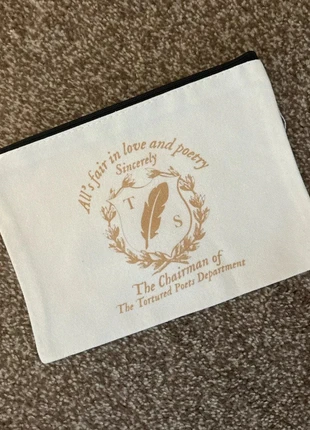 All's fair in love and poetry
Sincerely
T S
The Chairman of
The Tortured Poets Department